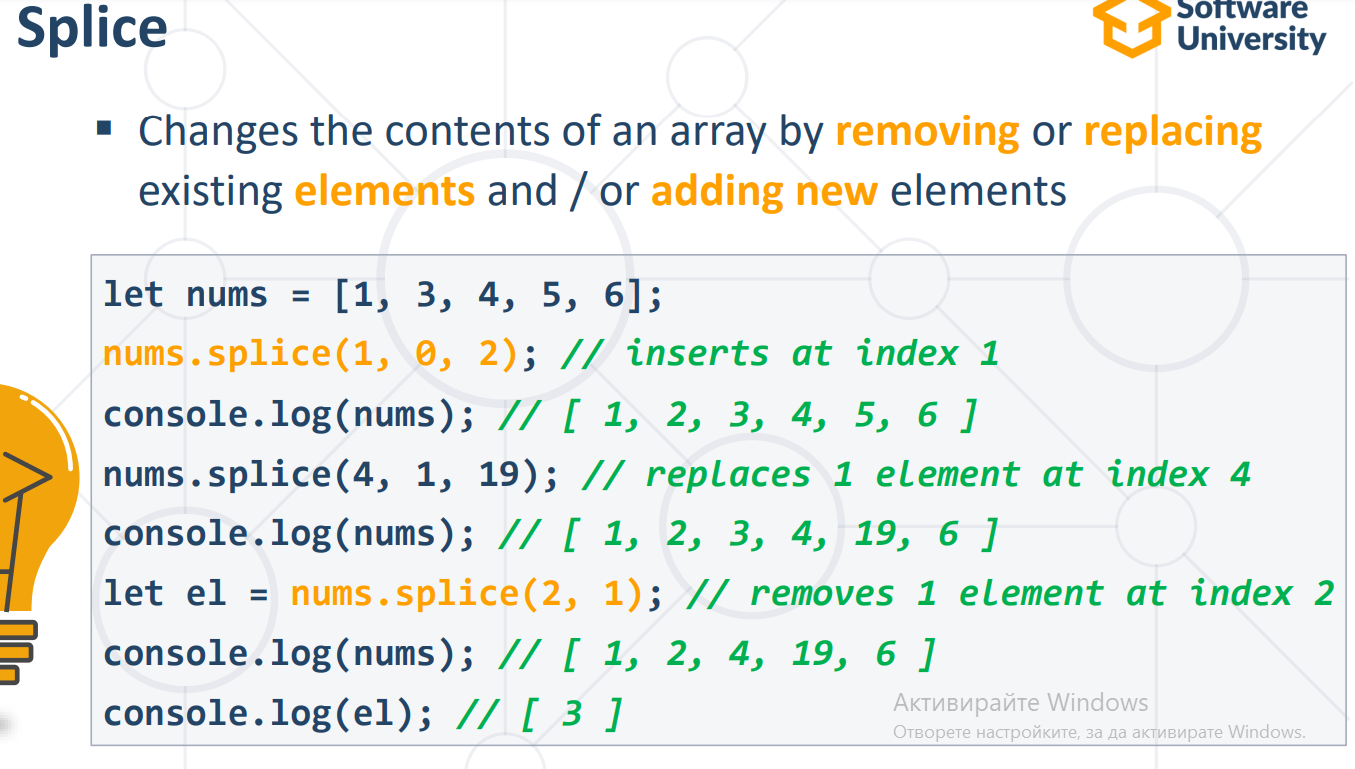 Splice
Software
University
▪ Changes the contents of an array by removing or replacing
existing elements and / or adding new elements
let nums = [1, 3, 4, 5, 6];
nums.splice(1, 0, 2); // inserts at index 1
console.log(nums); // [ 1, 2, 3, 4, 5, 6 ]
nums.splice(4, 1, 19); // replaces 1 element at index 4
console.log(nums); // [ 1, 2, 3, 4, 19, 6 ]
let el = nums.splice(2, 1); // removes 1 element at index 2
console.log(nums); // [ 1, 2, 4, 19, 6 ]
console.log(el); // [ 3 ]
Активирайте Windows
Отворете настройките, за да активирате Windows.